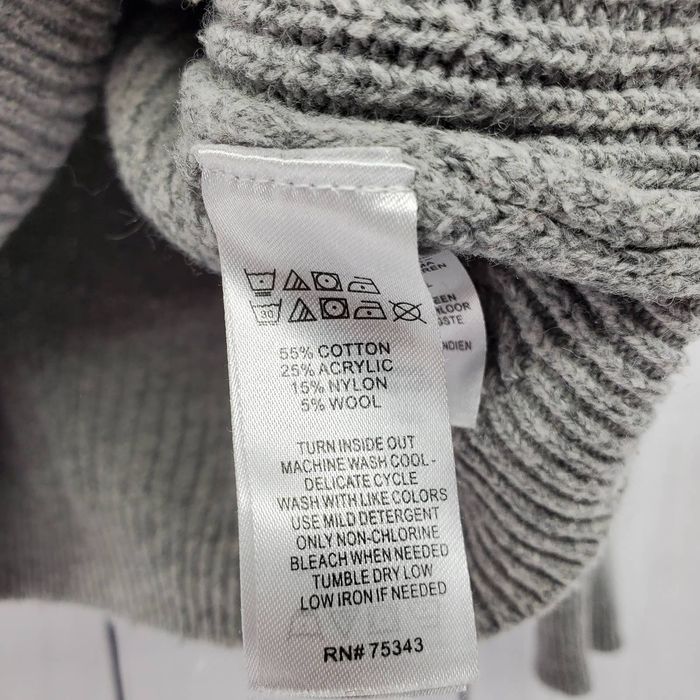 30
55% COTTON
25% ACRYLIC
15% NYLON
5% WOOL
TURN INSIDE OUT
MACHINE WASH COOL-
DELICATE CYCLE
WASH WITH LIKE COLORS
USE MILD DETERGENT
ONLY NON-CHLORINE
BLEACH WHEN NEEDED
TUMBLE DRY LOW
LOW IRON IF NEEDED
RN# 75343